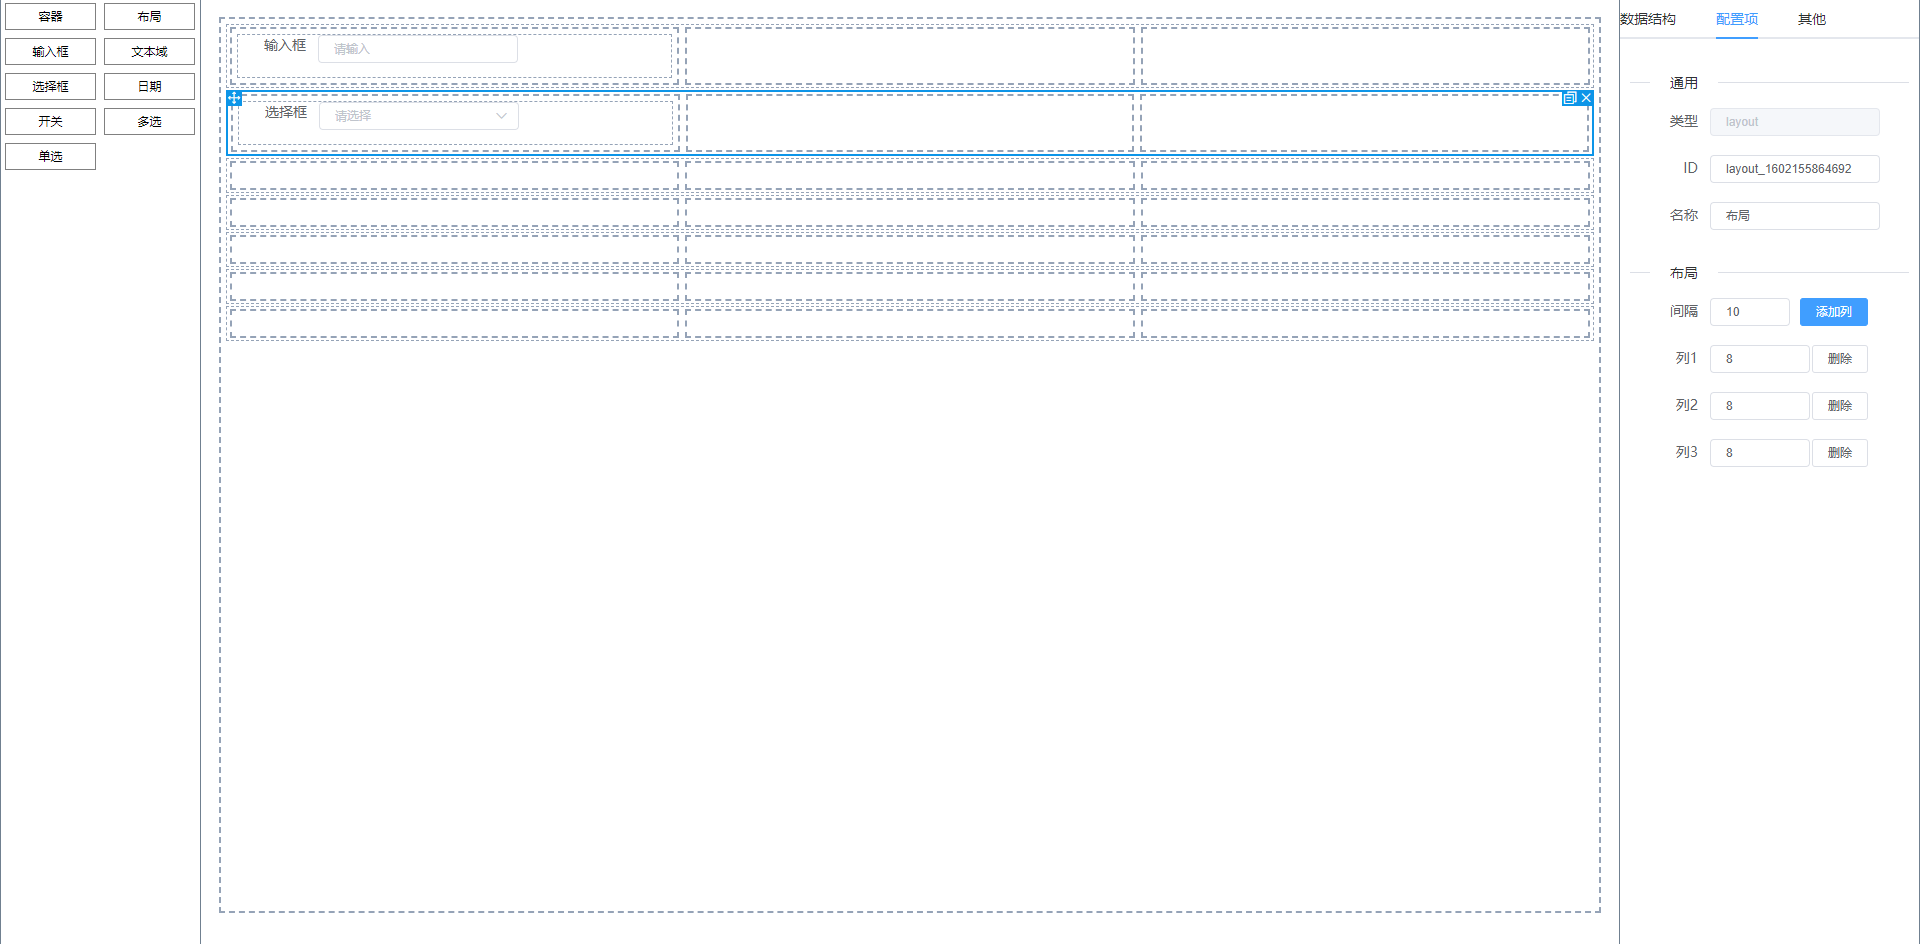 容器
布局
输入框
文本域
选择框
日期
开关
多选
单选
输入框 请输入
选择框 请选择
数据结构 配置项 其他
通用
类型 layout
ID layout_1602155864692
名称 布局
布局
间隔 10 添加列
列1 8 删除
列2 8 删除
列3 8 删除